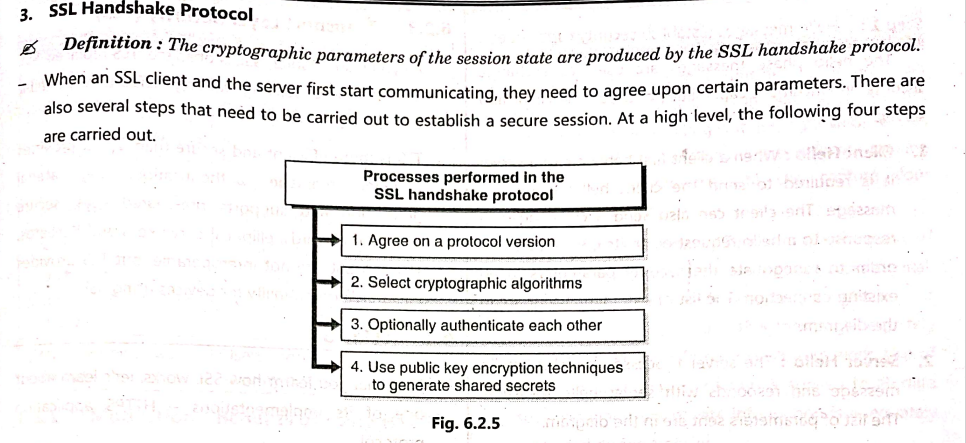 3. SSL Handshake Protocol
Definition : The cryptographic parameters of the session state are produced by the SSL handshake protocol.
– When an SSL client and the server first start communicating, they need to agree upon certain parameters. There are
also several steps that need to be carried out to establish a secure session. At a high level, the following four steps
are carried out.
Processes performed in the
SSL handshake protocol
1. Agree on a protocol version
2. Select cryptographic algorithms
3. Optionally authenticate each other
4. Use public key encryption techniques
to generate shared secrets
Fig. 6.2.5